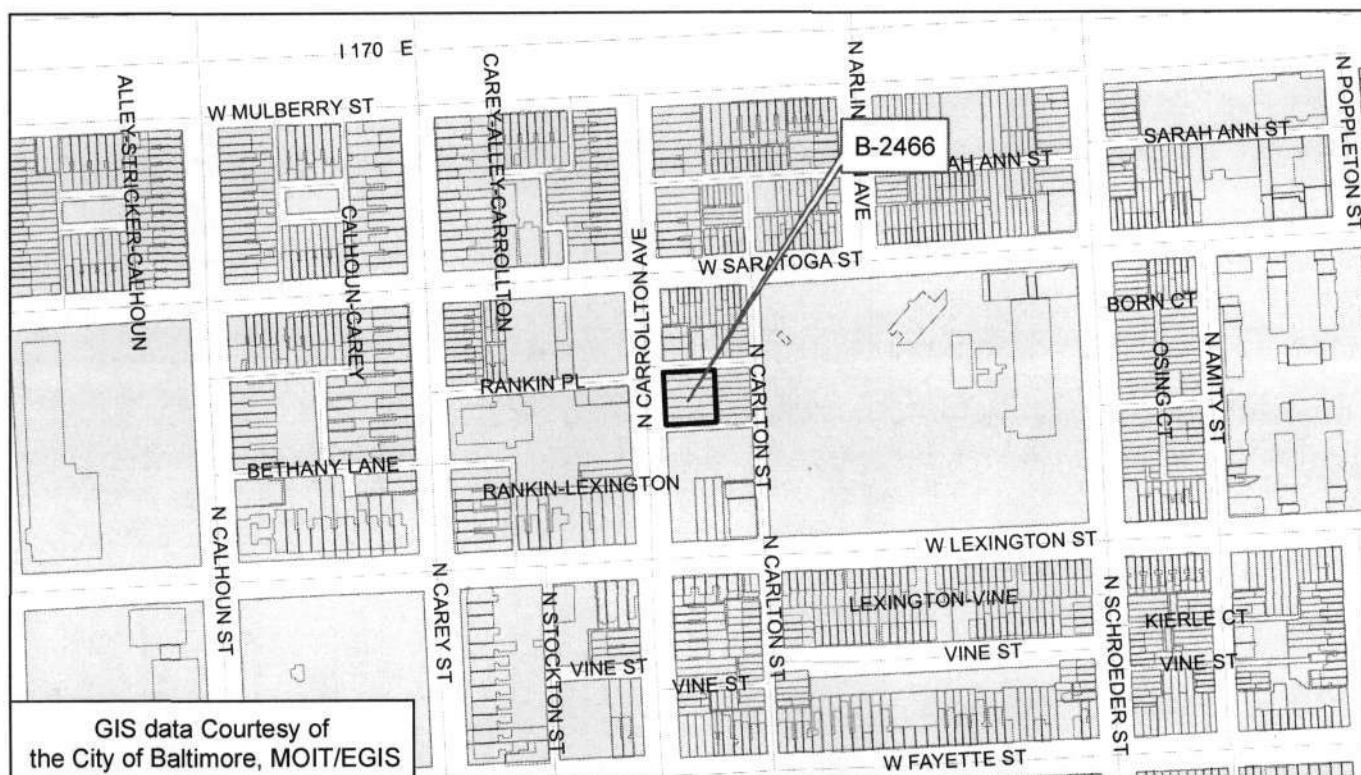 I 170 E
W MULBERRY ST
ALLEY-STRICKER-CALHOUN
CALHOUN-CAREY
CAREY-ALLEY-CARROLLTON
N CARROLLTON AVE
N ARLIN
AVE
B-2466
AH ANN ST
SARAH ANN ST
N POPPLETON ST
W SARATOGA ST
BORN CT
OSING CT
N AMITY ST
RANKIN PL
N CARLTON ST
BETHANY LANE
RANKIN-LEXINGTON
N CALHOUN ST
N CAREY ST
N STOCKTON ST
W LEXINGTON ST
N CARLTON ST
LEXINGTON-VINE
N SCHROEDER ST
KIERLE CT
VINE ST
VINE ST
VINE ST
VINE ST
W FAYETTE ST
GIS data Courtesy of
the City of Baltimore, MOIT/EGIS